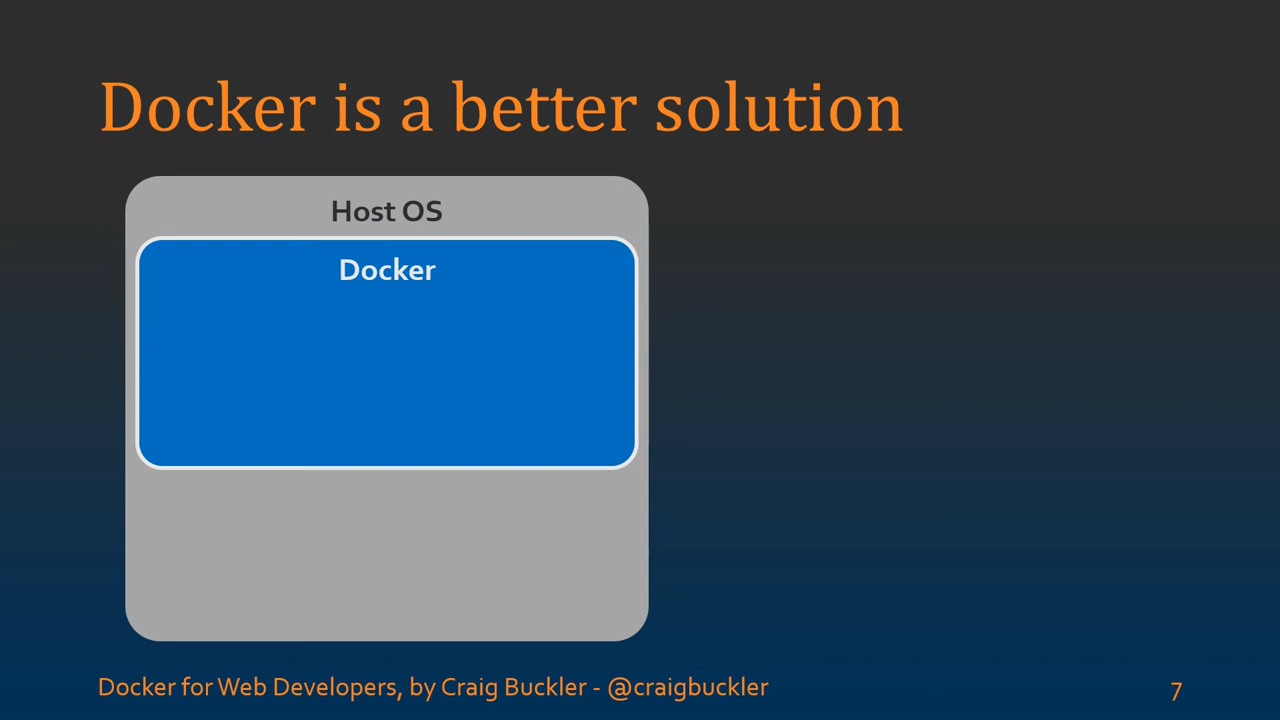 Docker is a better solution
Host OS
Docker
Docker for Web Developers, by Craig Buckler - @craigbuckler
7